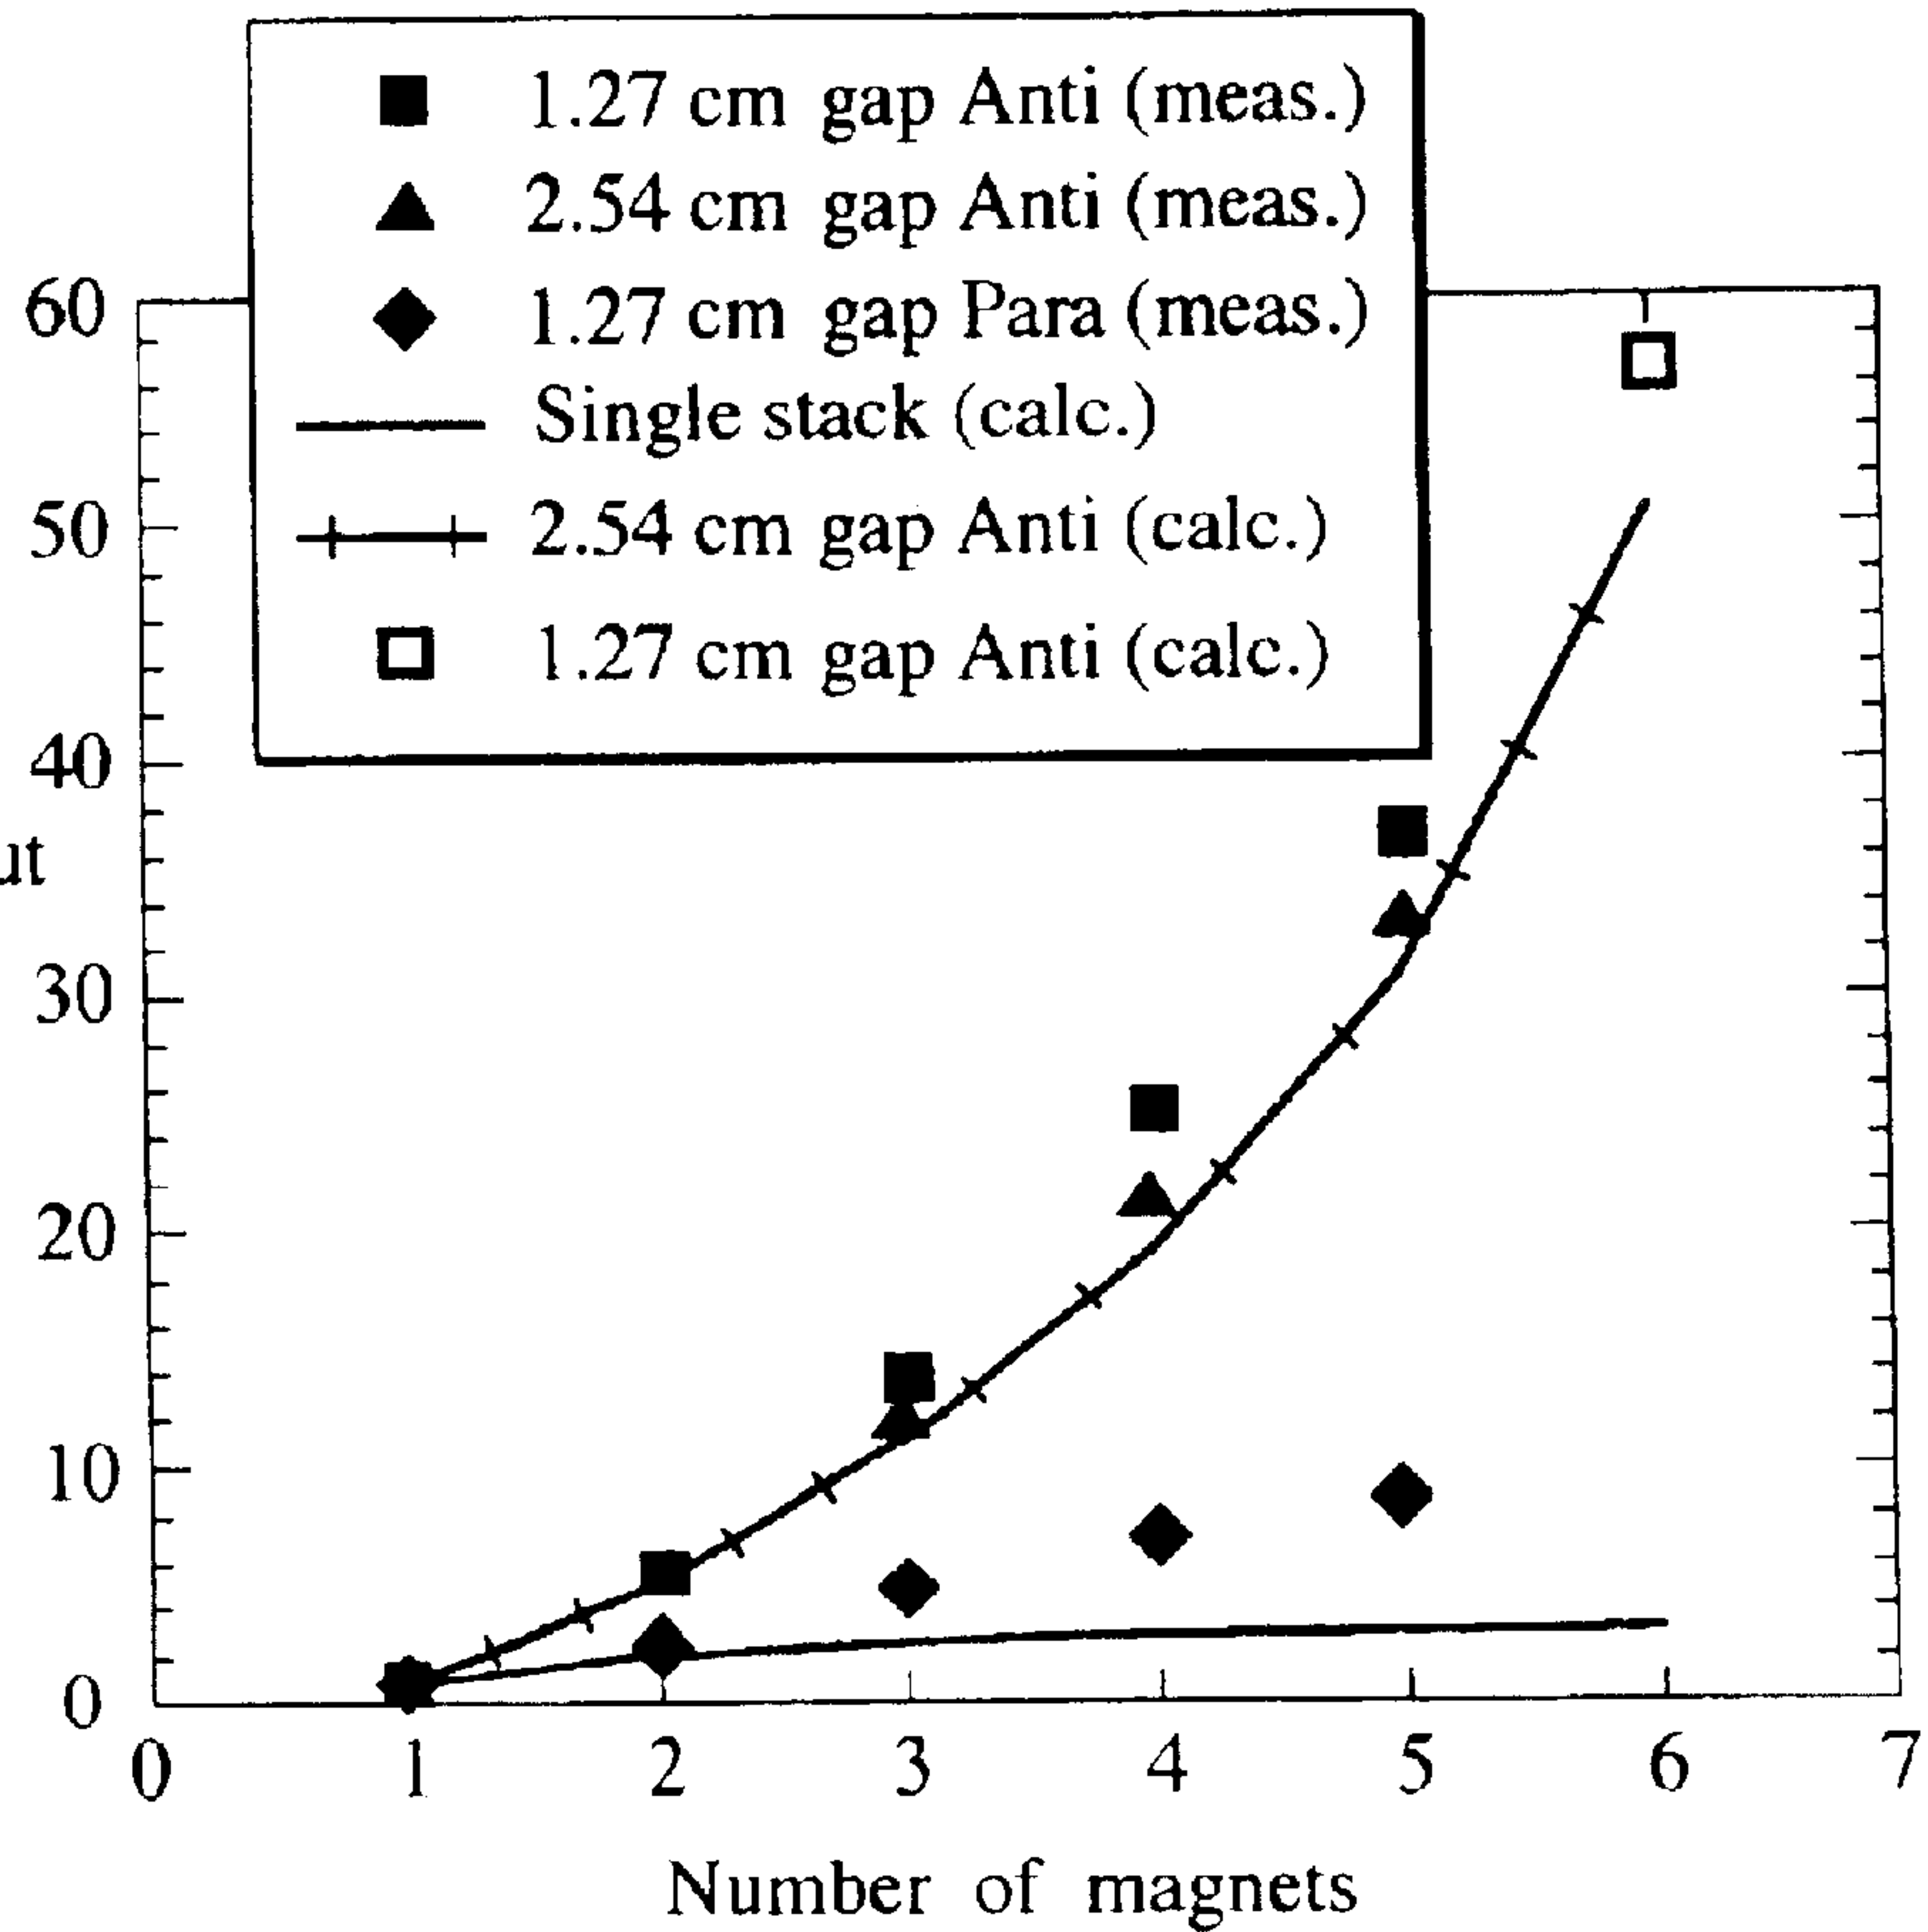 1.27 cm gap Anti (meas.)
2.54 cm gap Anti (meas.)
1.27 cm gap Para (meas.)
Single stack (calc.)
2.54 cm gap Anti (calc.)
1.27 cm gap Anti (calc.)
60
50
40
30
20
10
0
0 1 2 3 4 5 6 7
Number of magnets